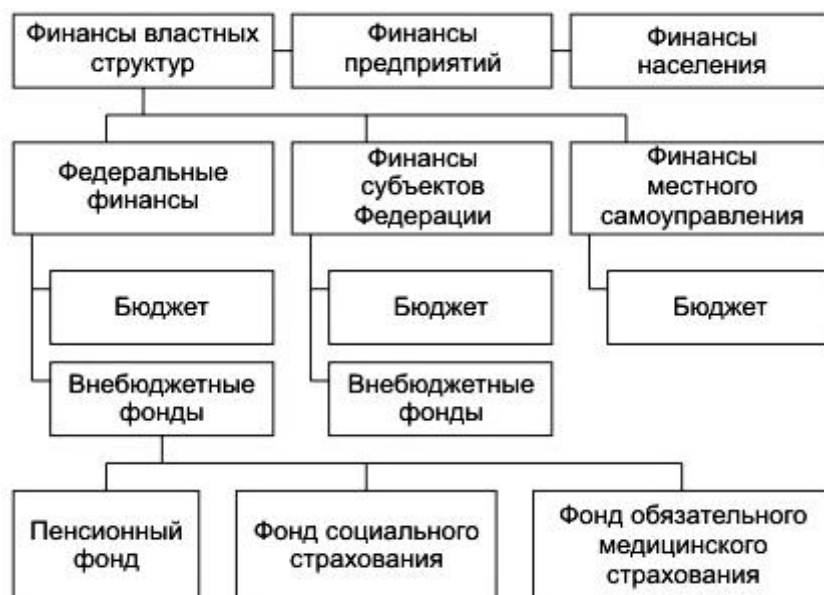 Финансы властных
структур
Финансы
предприятий
Финансы
населения
Федеральные
финансы
Финансы
субъектов
Федерации
Финансы
местного
самоуправления
Бюджет
Бюджет
Бюджет
Внебюджетные
фонды
Внебюджетные
фонды
Пенсионный
фонд
Фонд социального
страхования
Фонд обязательного
медицинского
страхования